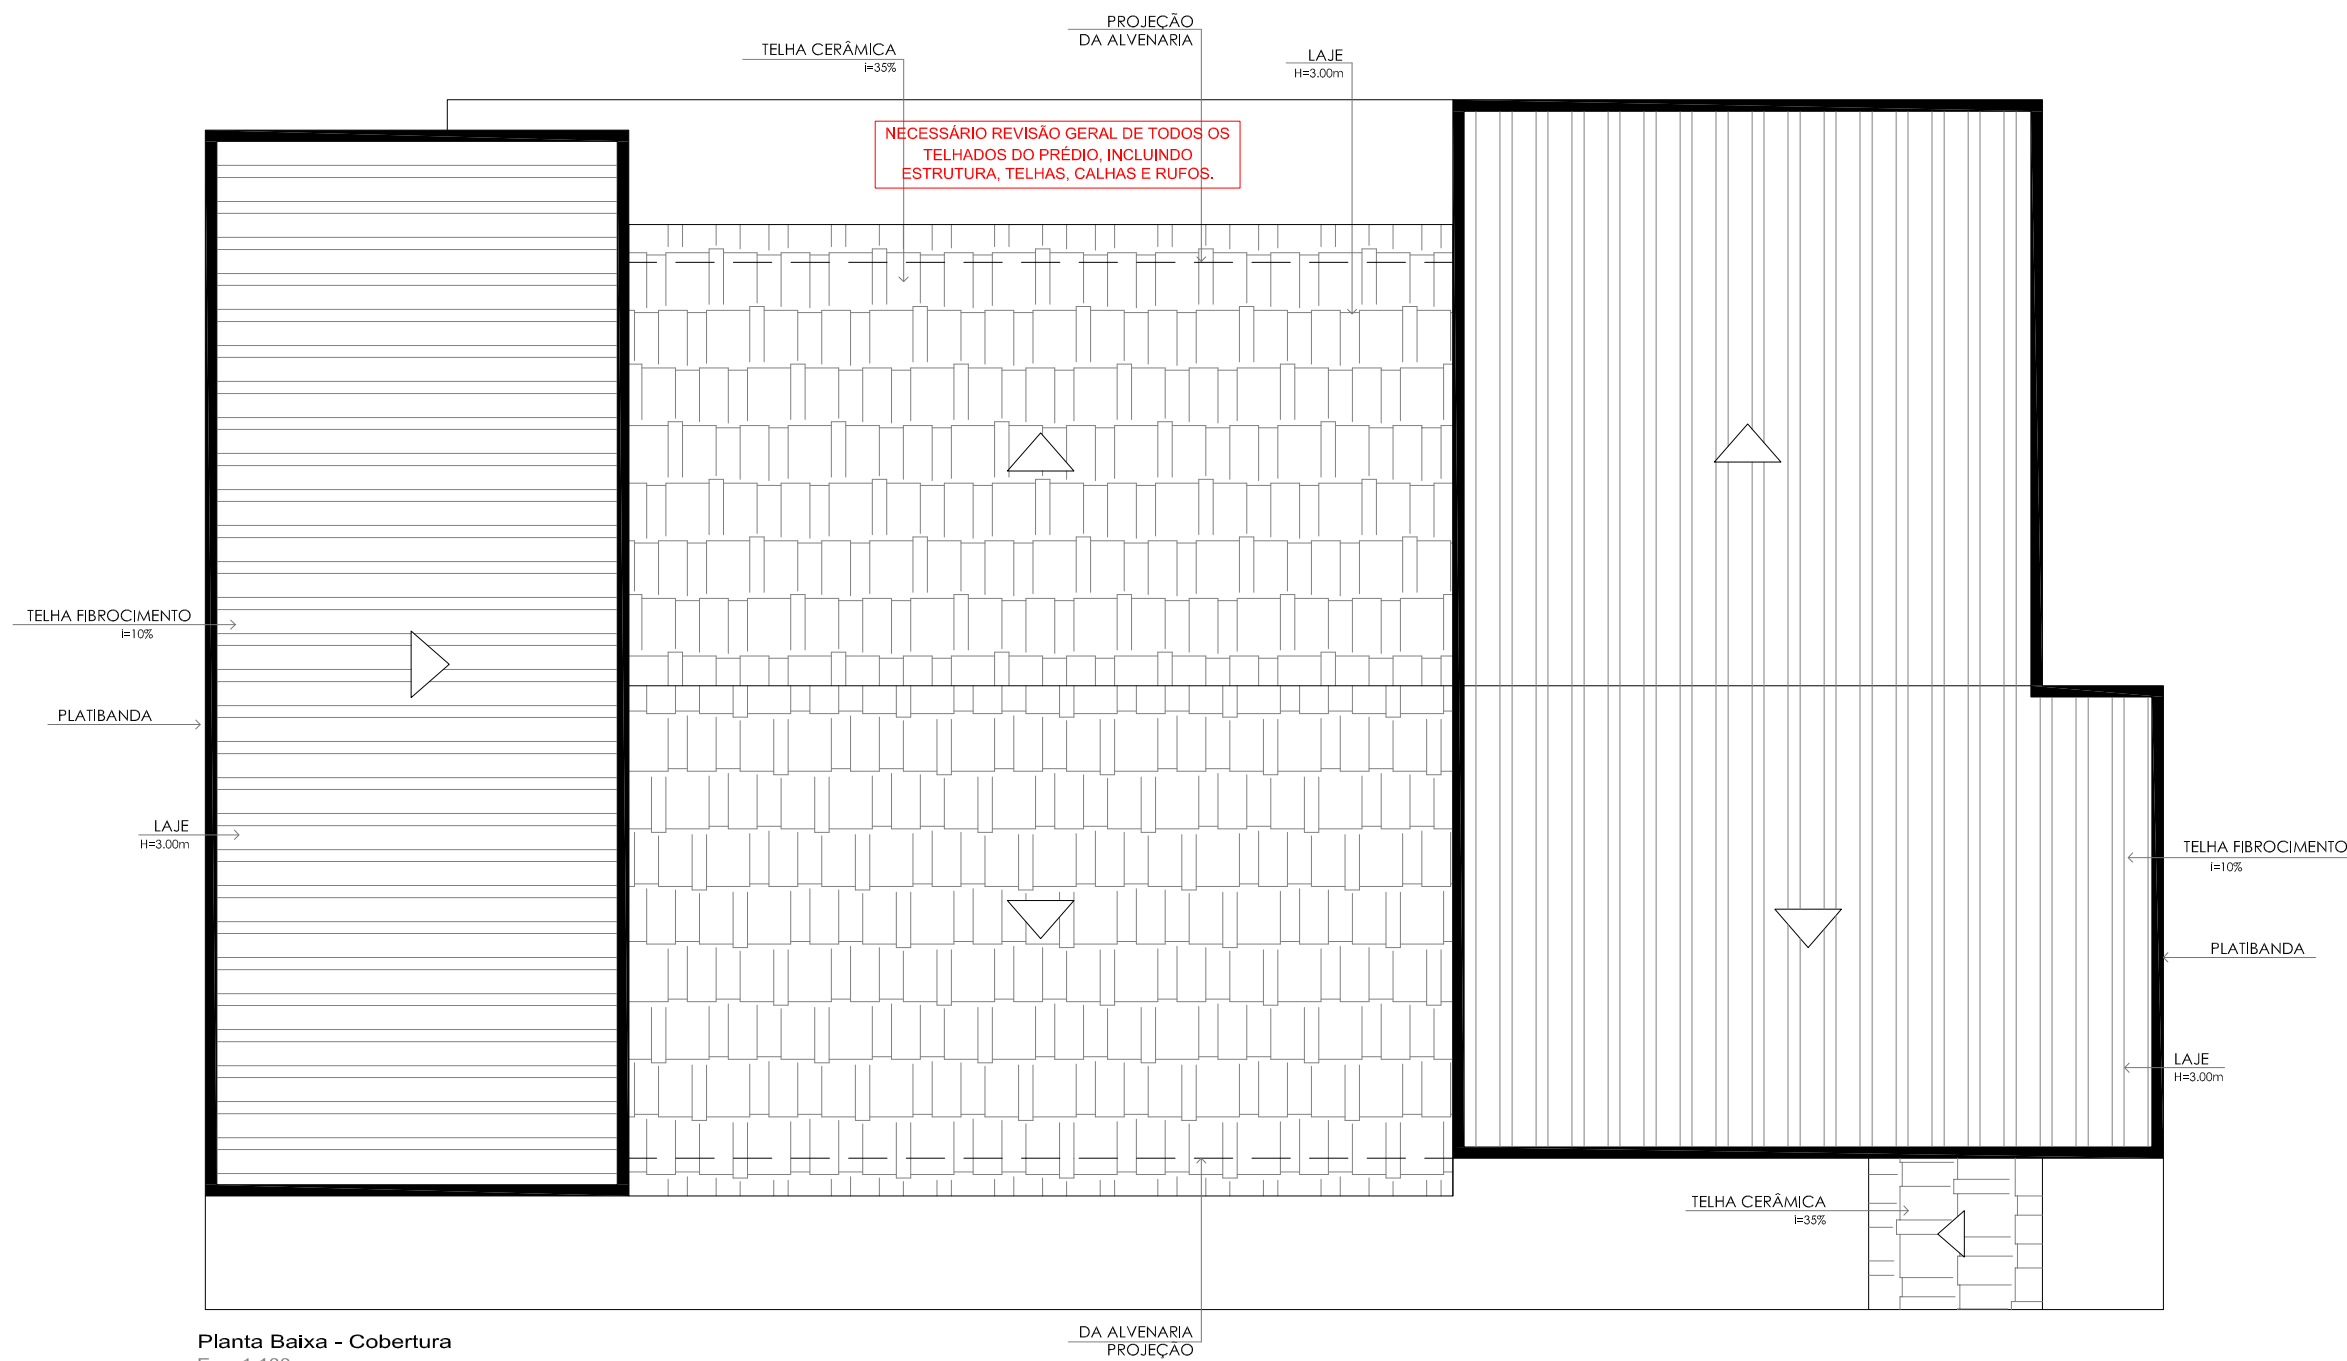 PROJEÇÃO
DA ALVENARIA
TELHA CERÂMICA
i=35%
LAJE
H=3.00m
NECESSÁRIO REVISÃO GERAL DE TODOS OS
TELHADOS DO PRÉDIO, INCLUINDO
ESTRUTURA, TELHAS, CALHAS E RUFOS.
TELHA FIBROCIMENTO
i=10%
PLATIBANDA
LAJE
H=3.00m
TELHA FIBROCIMENTO
i=10%
PLATIBANDA
LAJE
H=3.00m
TELHA CERÂMICA
i=35%
DA ALVENARIA
PROJEÇÃO
Planta Baixa - Cobertura